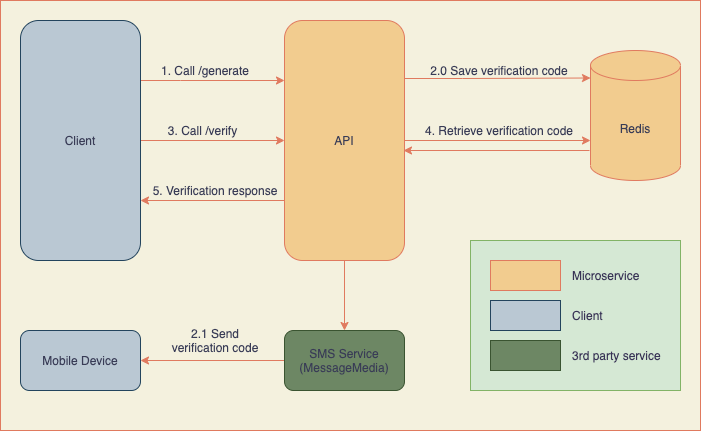 1. Call /generate
2.0 Save verification code
Client
3. Call /verify
API
4. Retrieve verification code
Redis
5. Verification response
Microservice
Client
3rd party service
2.1 Send
verification code
Mobile Device
SMS Service
(MessageMedia)